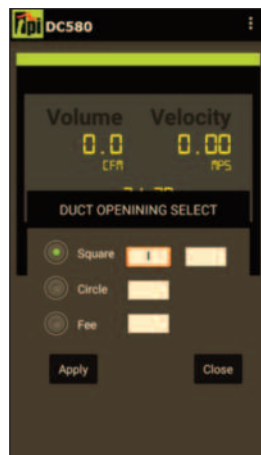 TPI DC580
Volume Velocity
0.0 0.00
CFM MPS
DUCT OPENINING SELECT
Square
Circle
Fee
Apply Close